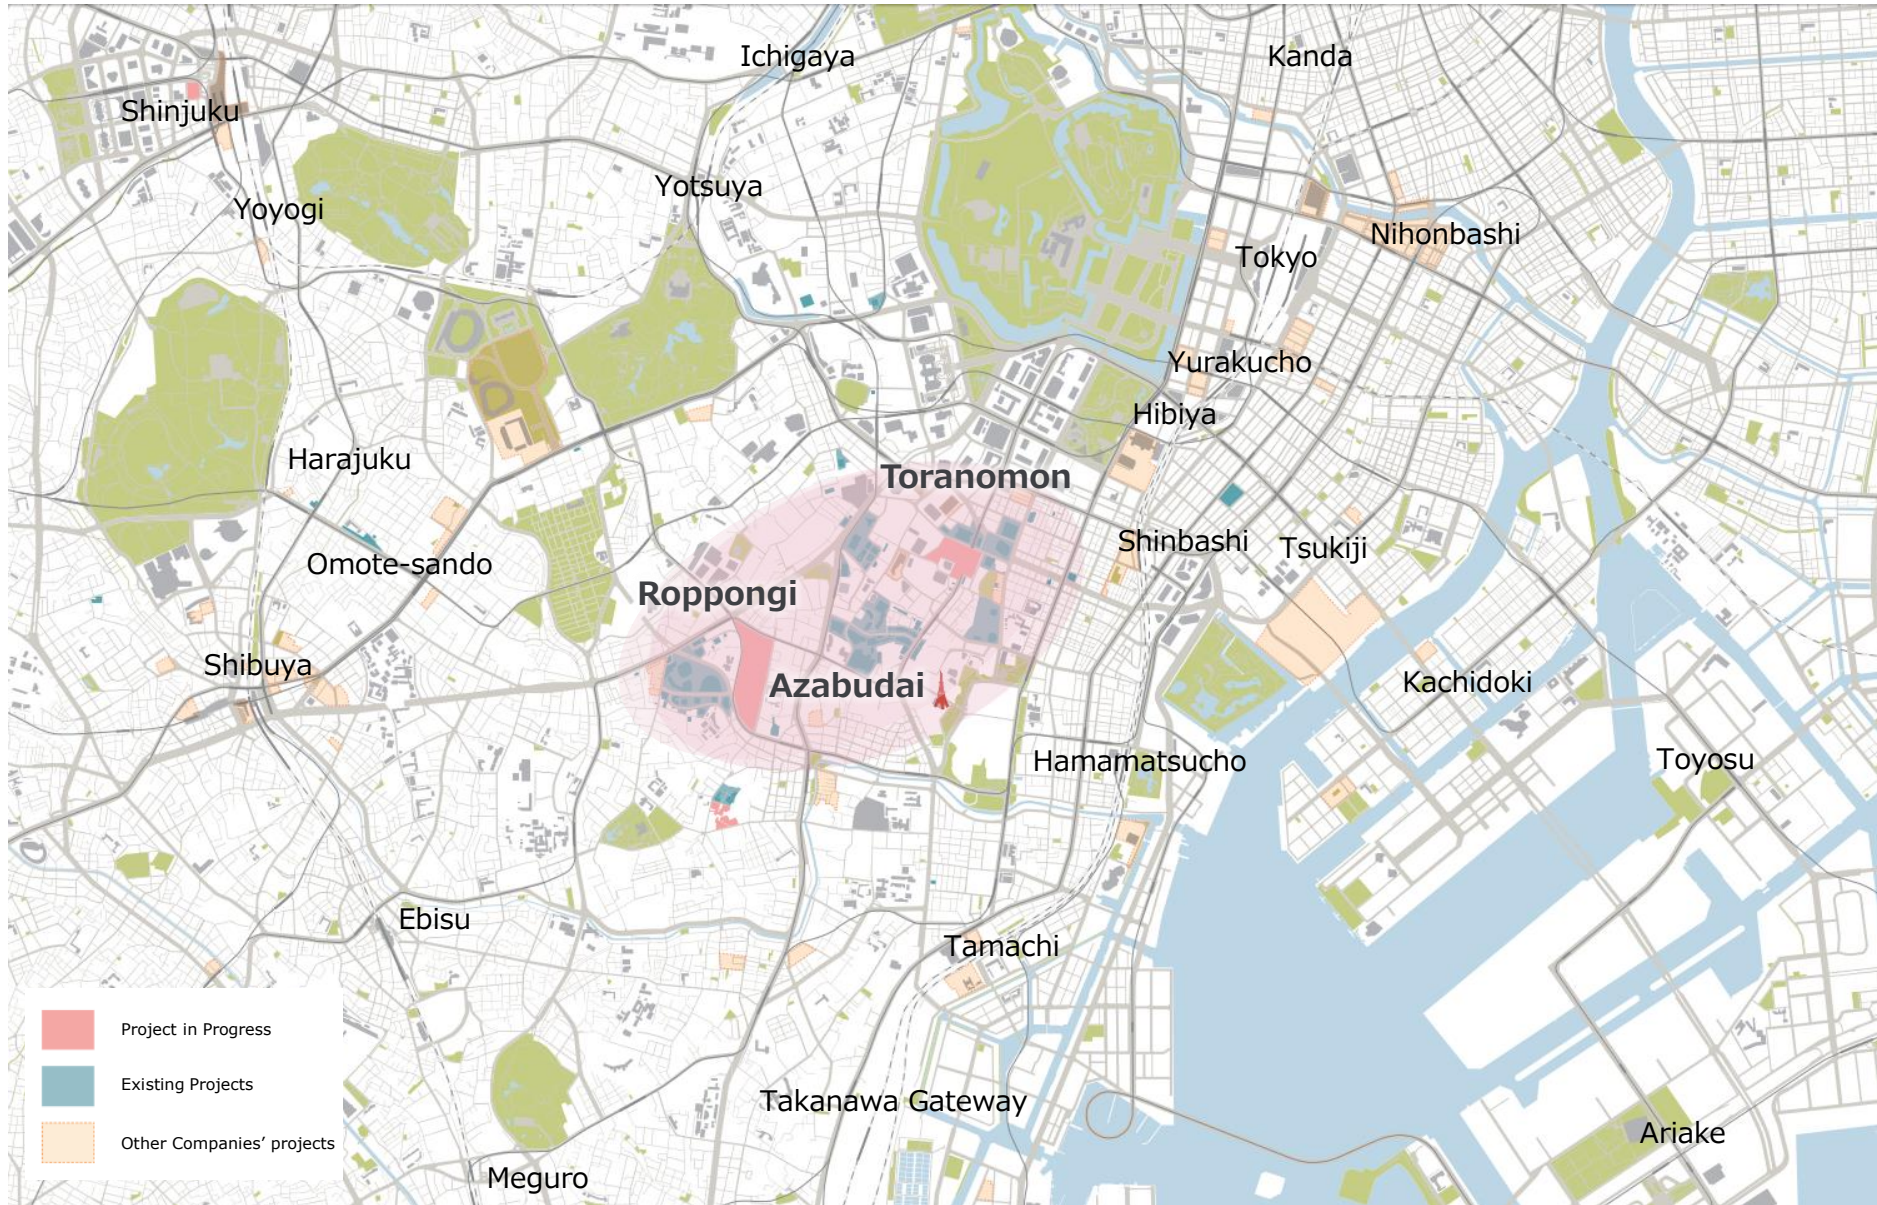 Ichigaya
Kanda
Shinjuku
Yotsuya
Yoyogi
Nihonbashi
Tokyo
Yurakucho
Hibiya
Harajuku
Toranomon
Shinbashi
Tsukiji
Omote-sando
Roppongi
Shibuya
Azabudai
Kachidoki
Hamamatsucho
Toyosu
Ebisu
Tamachi
Project in Progress
Existing Projects
Takanawa Gateway
Other Companies’ projects
Ariake
Meguro